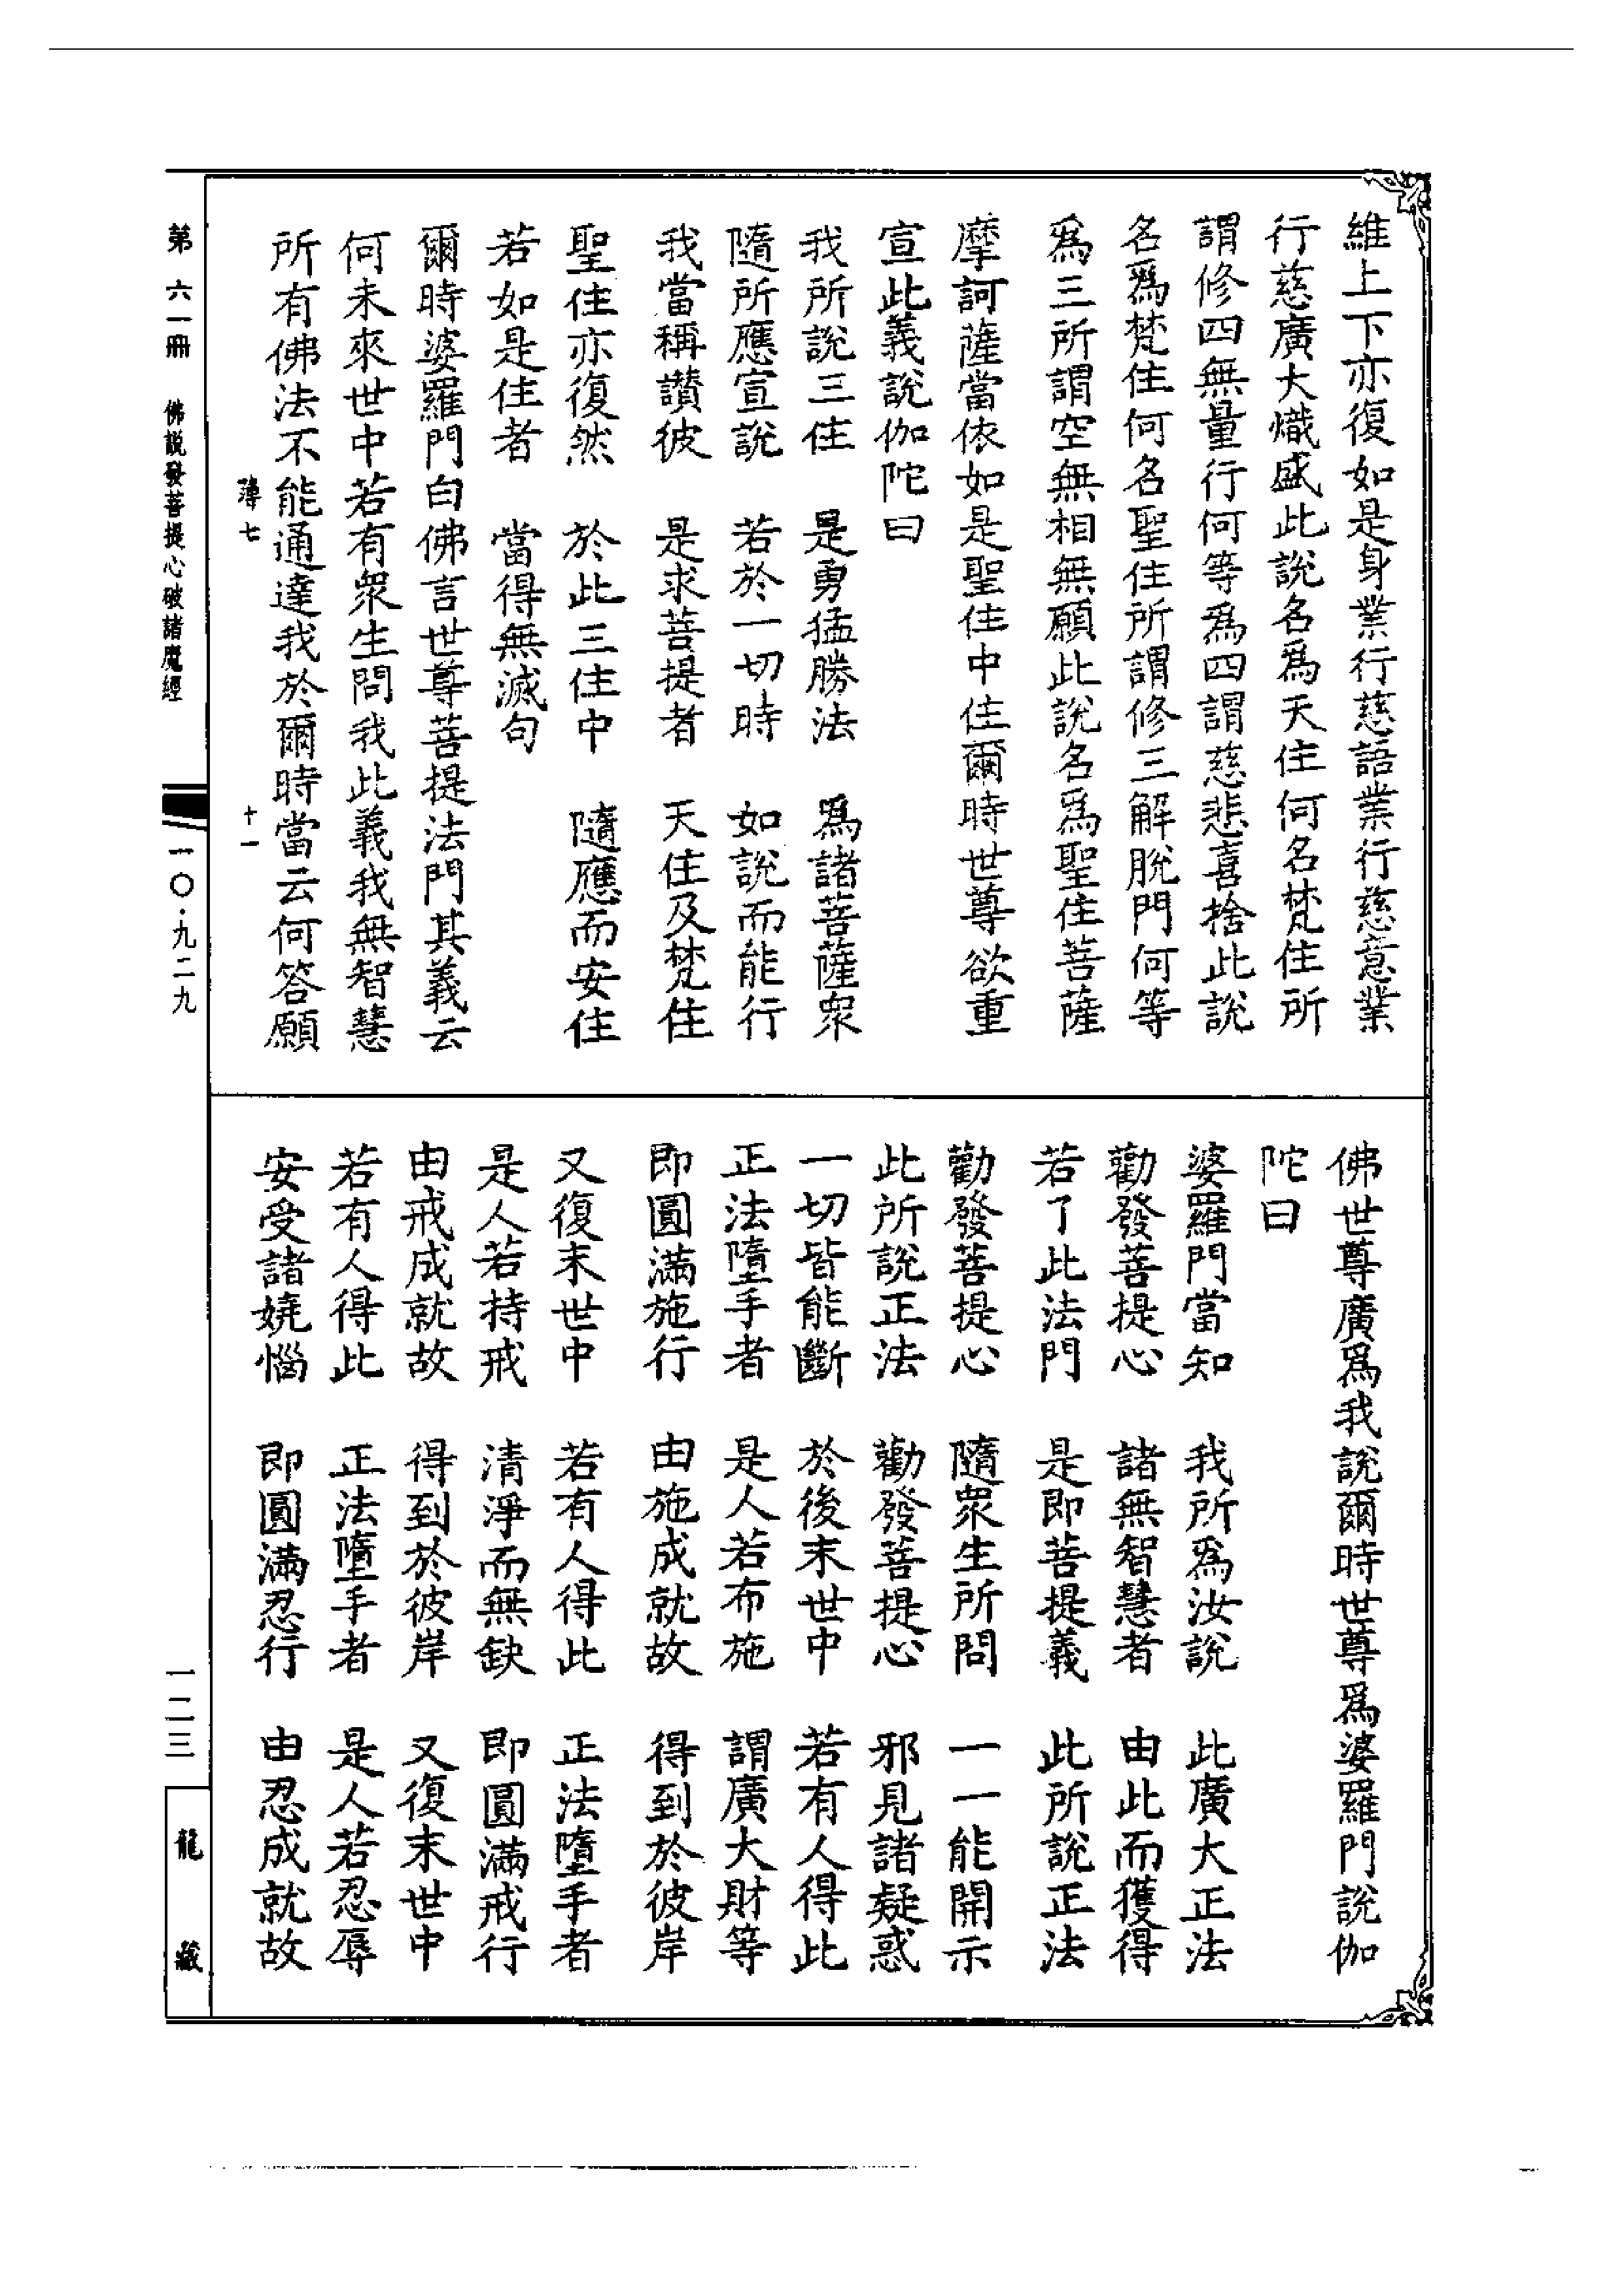 維上下亦復如是身業行慈語業行慈意業
行慈廣大熾盛此說名爲天住何名梵住所
謂修四無量行何等爲四謂慈悲喜捨此說
名爲梵住何名聖住所謂修三解脫門何等
爲三所謂空無相無願此說名爲聖住菩薩
摩訶薩當依如是聖住中住爾時世尊欲重
宣此義說伽陀曰
我所說三住　是勇猛勝法　爲諸菩薩衆
隨所應宣說　若於一切時　如說而能行
我當稱讚彼　是求菩提者　天住及梵住
聖住亦復然　於此三住中　隨應而安住
若如是住者　當得無滅句
爾時婆羅門白佛言世尊菩提法門其義云
何未來世中若有衆生問我此義我無智慧
所有佛法不能通達我於爾時當云何答願
薄七　十一
佛世尊廣爲我說爾時世尊爲婆羅門說伽
陀曰
婆羅門當知　我所爲汝說　此廣大正法
勸發菩提心　諸無智慧者　由此而獲得
若了此法門　是即菩提義　此所說正法
勸發菩提心　隨衆生所問　一一能開示
此所說正法　勸發菩提心　邪見諸疑惑
一切皆能斷　於後末世中　若有人得此
正法墮手者　是人若布施　謂廣大財等
即圓滿施行　由施成就故　得到於彼岸
又復末世中　若有人得此　正法墮手者
是人若持戒　清淨而無缺　即圓滿戒行
由戒成就故　得到於彼岸　又復末世中
若有人得此　正法墮手者　是人若忍辱
安受諸嬈惱　即圓滿忍行　由忍成就故
第六一冊　佛説發菩提心破諸魔經　一〇·九二九　一二三　龍藏